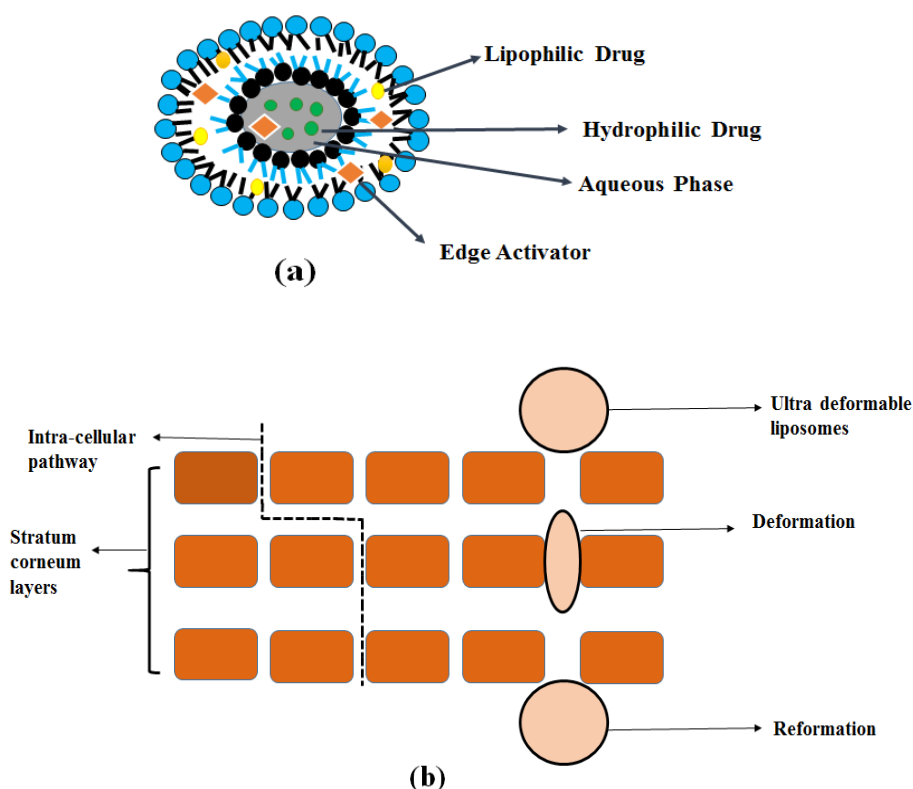 Lipophilic Drug
Hydrophilic Drug
Aqueous Phase
Edge Activator
(a)
Ultra deformable
liposomes
Intra-cellular
pathway
Deformation
Stratum
corneum
layers
Reformation
(b)